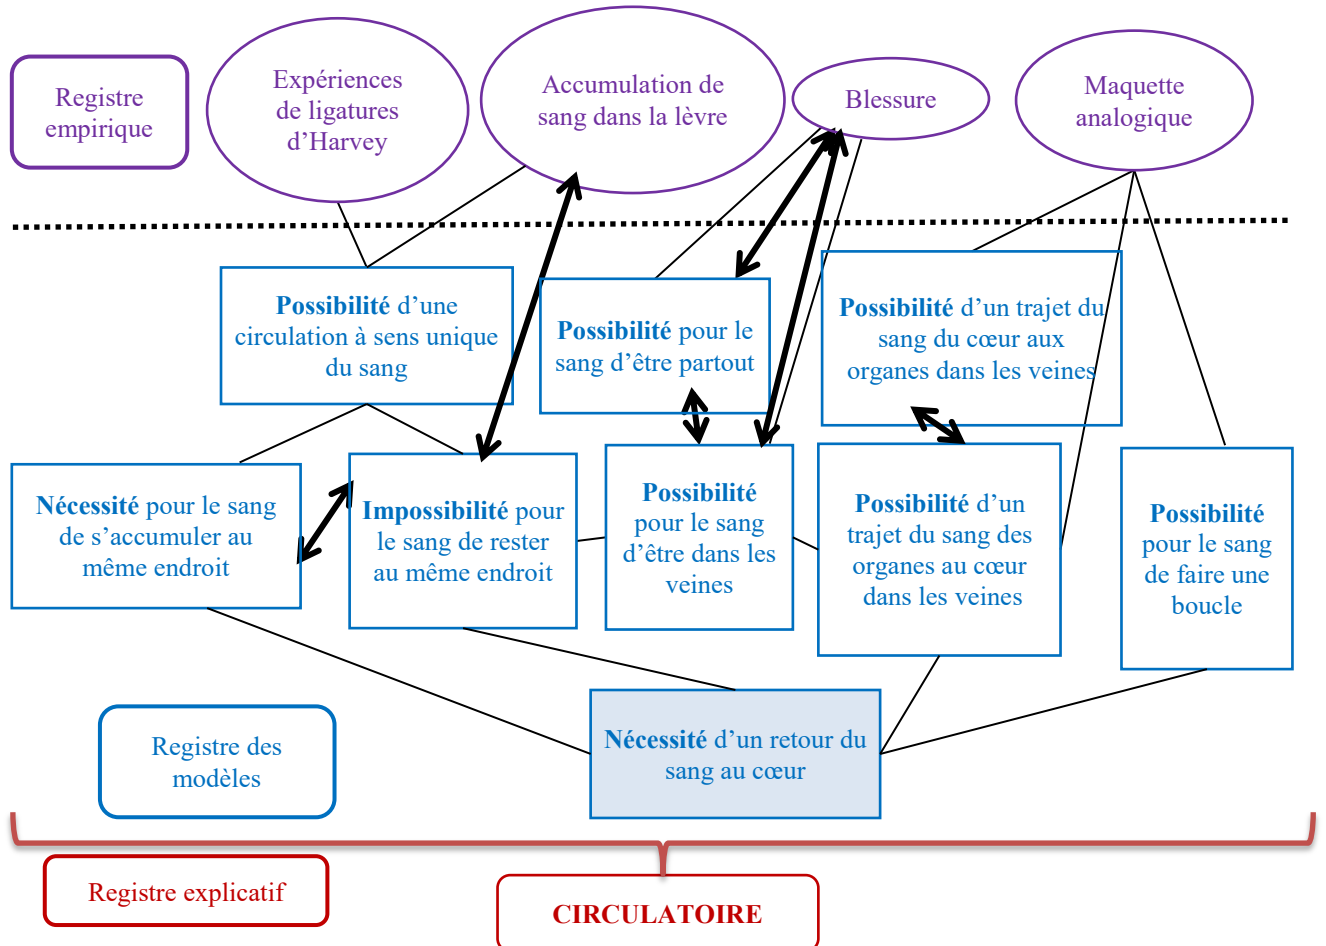 Registre
empirique
Expériences
de ligatures
d’Harvey
Accumulation de
sang dans la lèvre
Blessure
Maquette
analogique
Possibilité d’une
circulation à sens unique
du sang
Possibilité pour le
sang d’être partout
Possibilité d’un trajet du
sang du cœur aux
organes dans les veines
Nécessité pour le sang
de s’accumuler au
même endroit
Impossibilité pour
le sang de rester
au même endroit
Possibilité
pour le sang
d’être dans les
veines
Possibilité d’un
trajet du sang des
organes au cœur
dans les veines
Possibilité
pour le sang
de faire une
boucle
Registre des
modèles
Nécessité d’un retour du
sang au cœur
Registre explicatif
CIRCULATOIRE